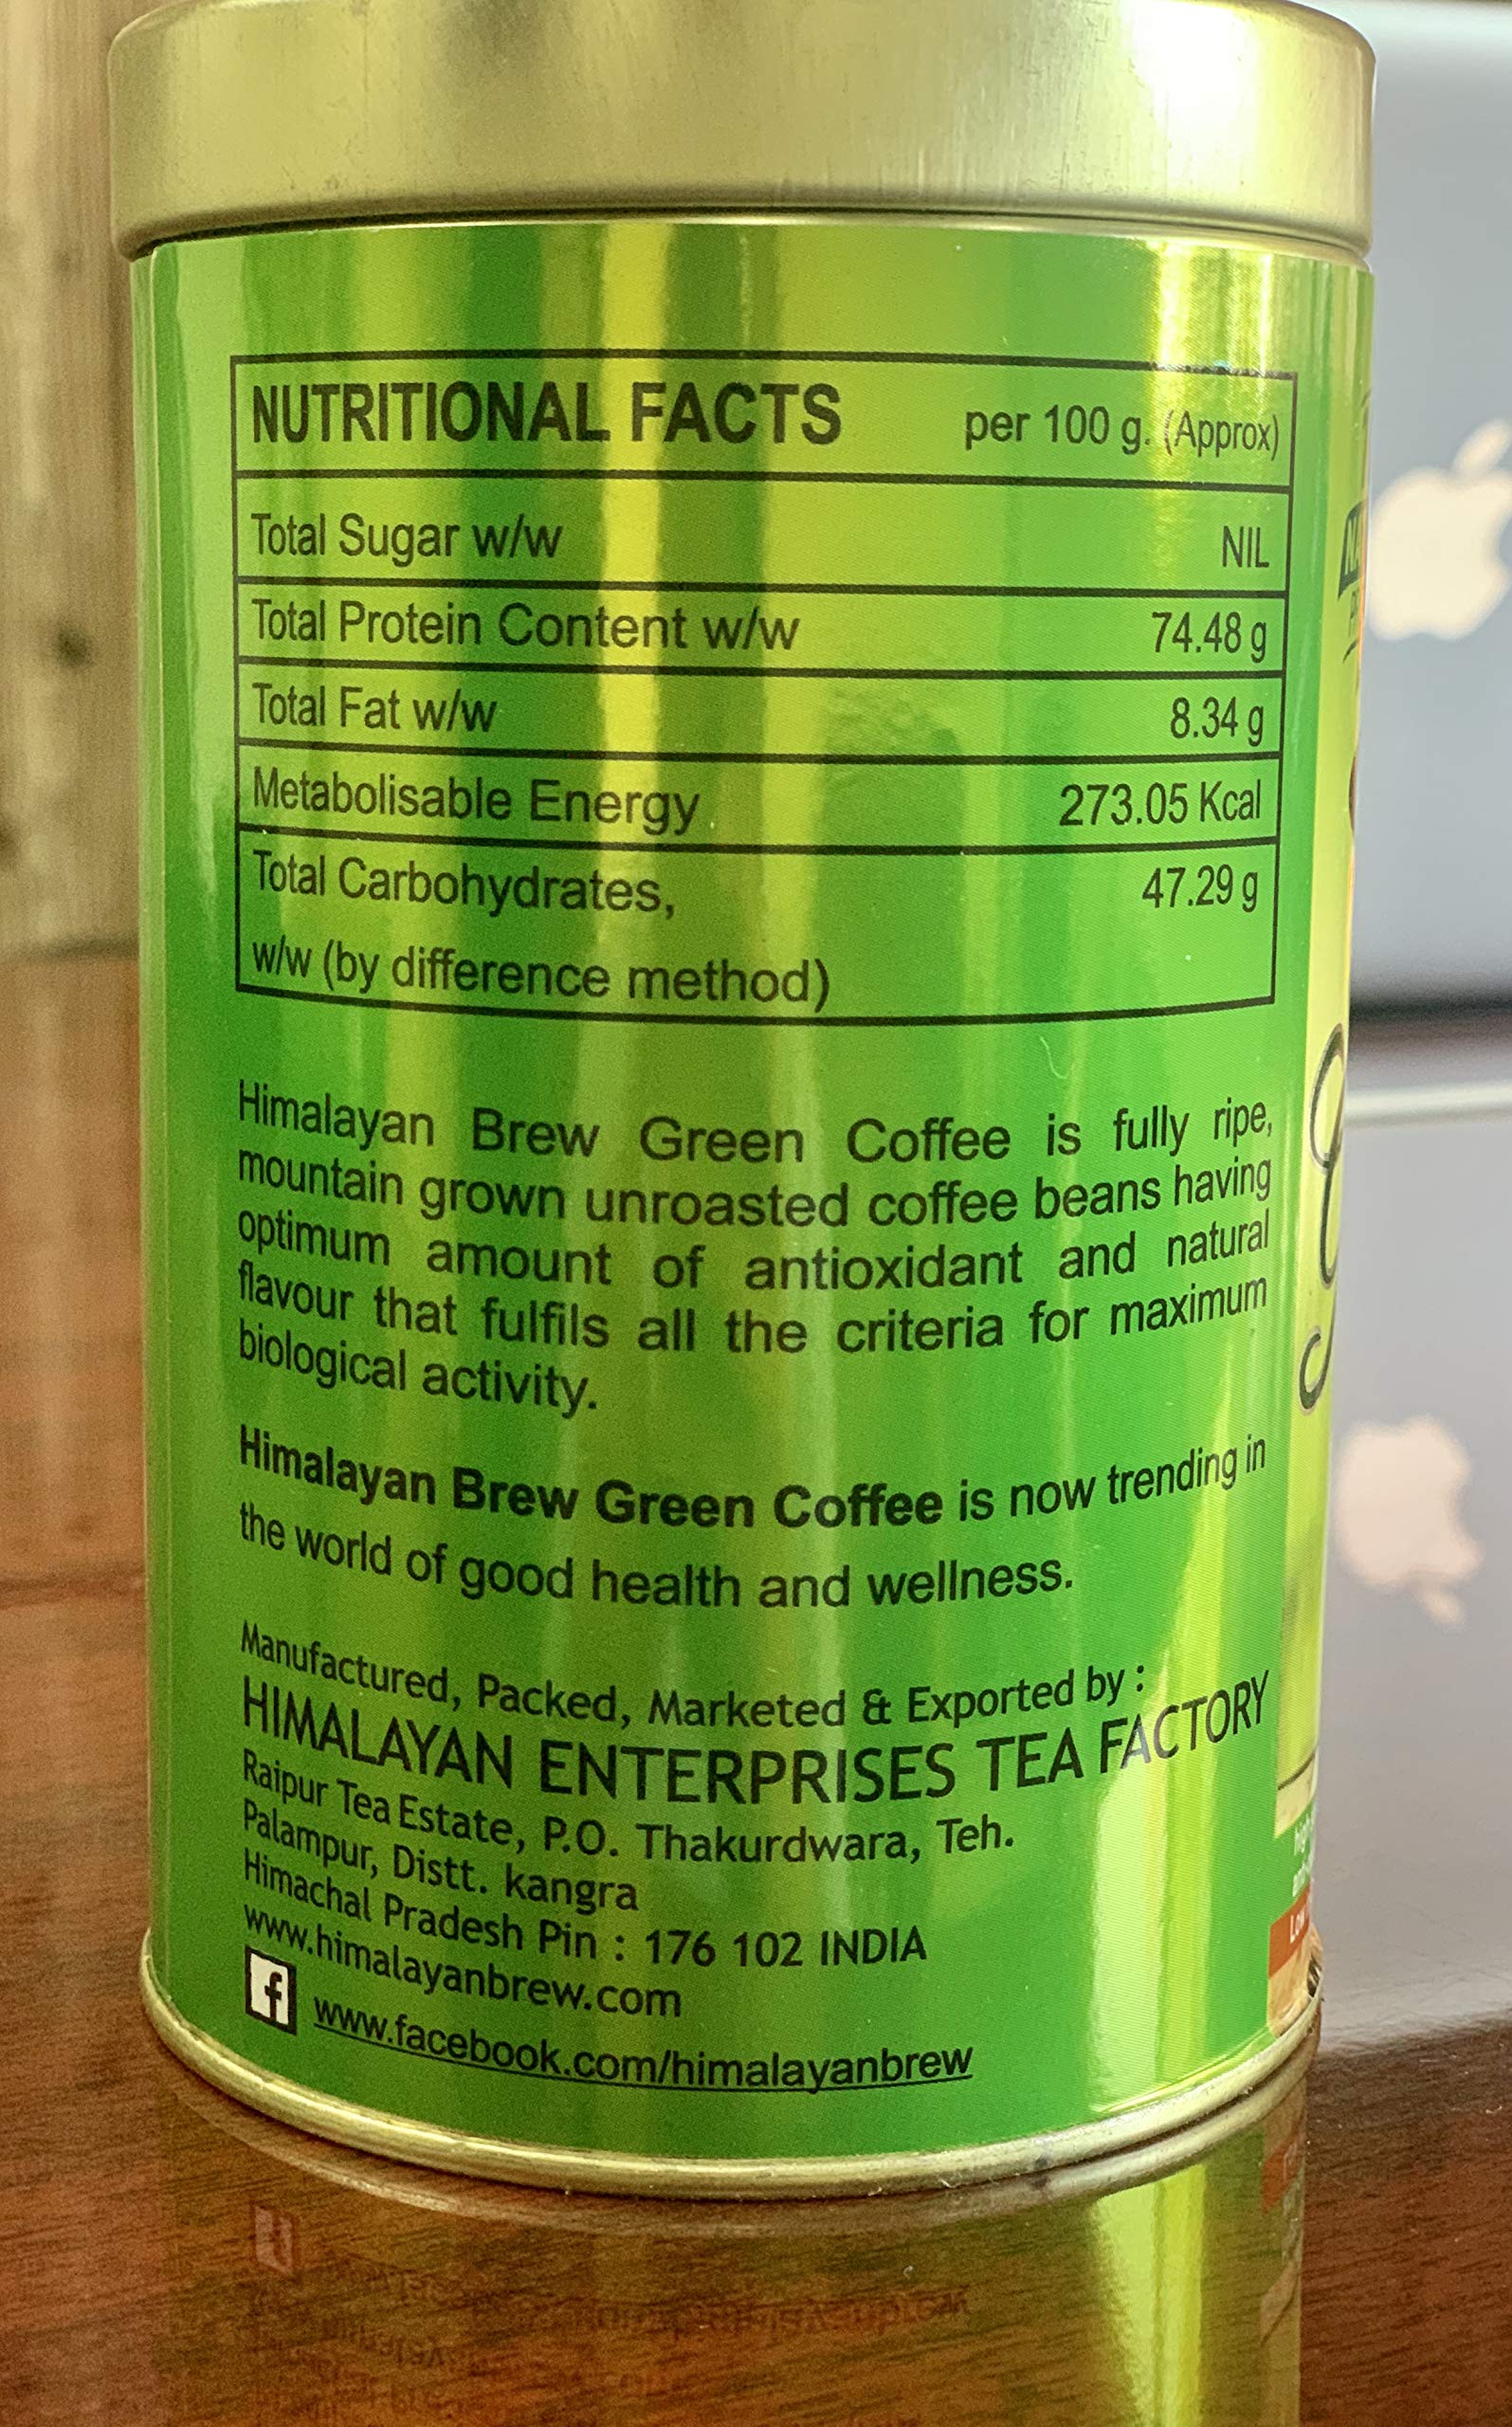 NUTRITIONAL FACTS per 100 g. (Approx)
Total Sugar w/w NIL
Total Protein Content w/w 74.48 g
Total Fat w/w 8.34 g
Metabolisable Energy 273.05 Kcal
Total Carbohydrates, 47.29 g
w/w (by difference method)
Himalayan Brew Green Coffee is fully ripe,
mountain grown unroasted coffee beans having
optimum amount of antioxidant and natural
flavour that fulfils all the criteria for maximum
biological activity.
Himalayan Brew Green Coffee is now trending in
the world of good health and wellness.
Manufactured, Packed, Marketed & Exported by :
HIMALAYAN ENTERPRISES TEA FACTORY
Raipur Tea Estate, P.O. Thakurdwara, Teh.
Palampur, Distt. kangra
Himachal Pradesh Pin : 176 102 INDIA
www.himalayanbrew.com
f www.facebook.com/himalayanbrew